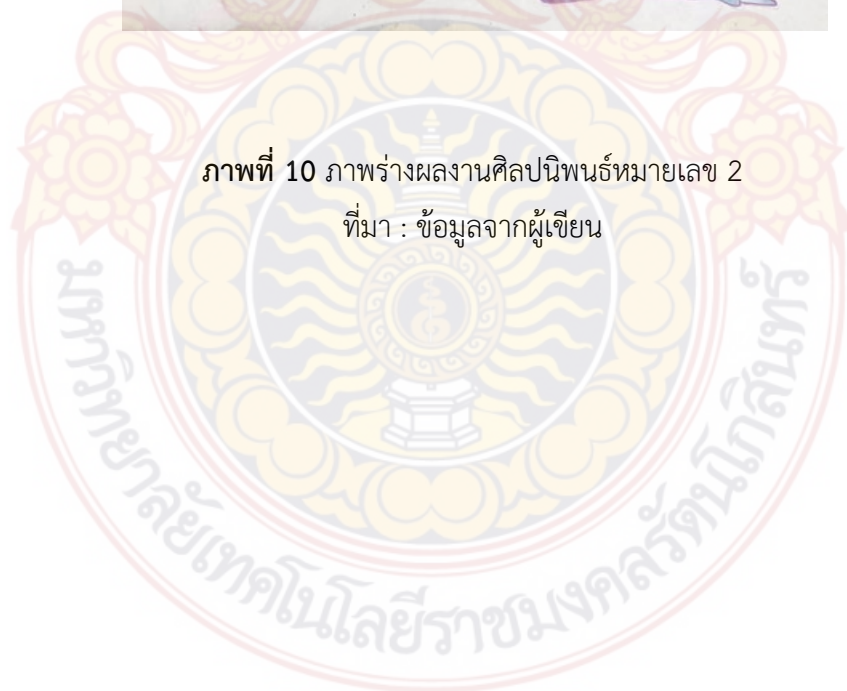 ภาพที่ 10 ภาพร่างผลงานศิลปนิพนธ์หมายเลข 2
ที่มา : ข้อมูลจากผู้เขียน
มหาวิทยาลัยเทคโนโลยีราชมงคลรัตนโกสินทร์